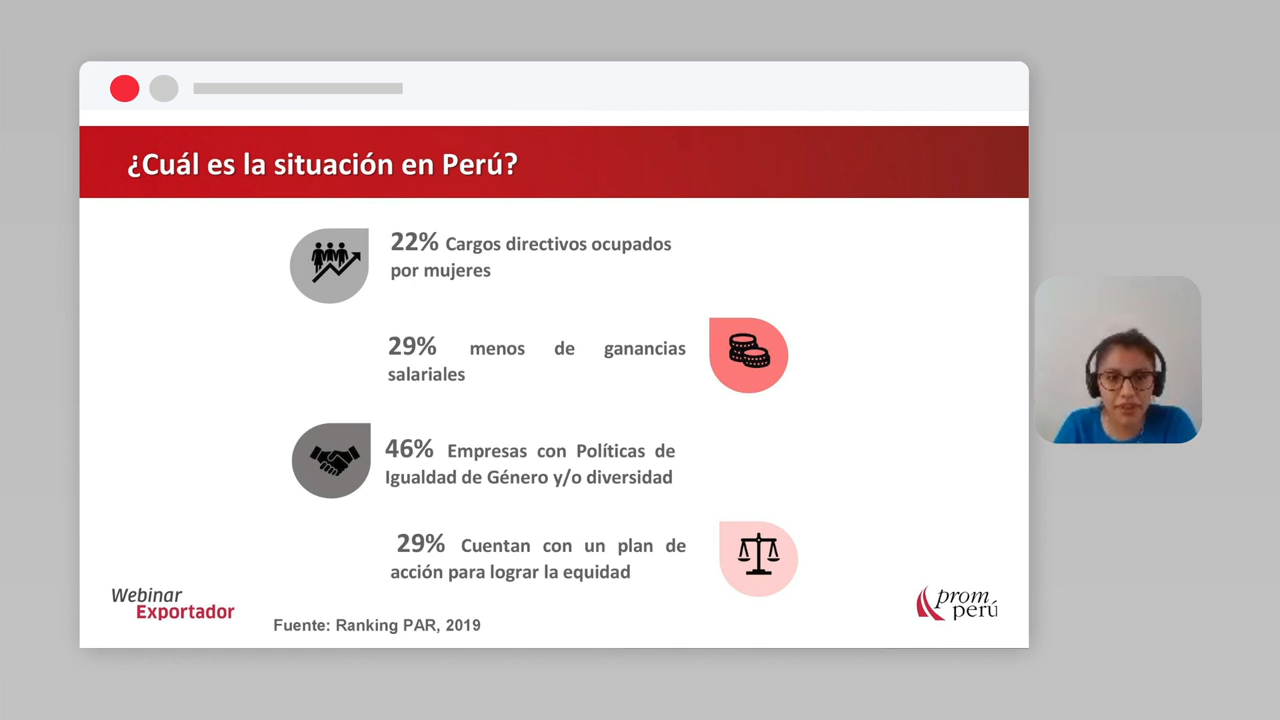 ¿Cuál es la situación en Perú?
22% Cargos directivos ocupados
por mujeres
29% menos de ganancias
salariales
46% Empresas con Políticas de
Igualdad de Género y/o diversidad
29% Cuentan con un plan de
acción para lograr la equidad
Webinar
Exportador
Fuente: Ranking PAR, 2019
prom
perú